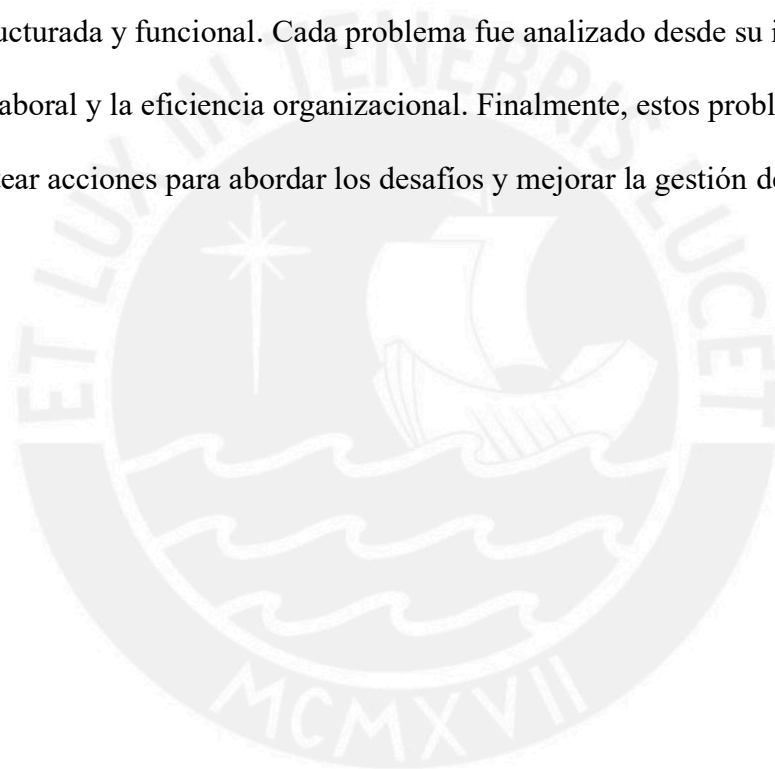 ucturada y funcional. Cada problema fue analizado desde su i
aboral y la eficiencia organizacional. Finalmente, estos probl
ear acciones para abordar los desafíos y mejorar la gestión d
ET LUX IN TENEBRIS LUCET
MCMXVII